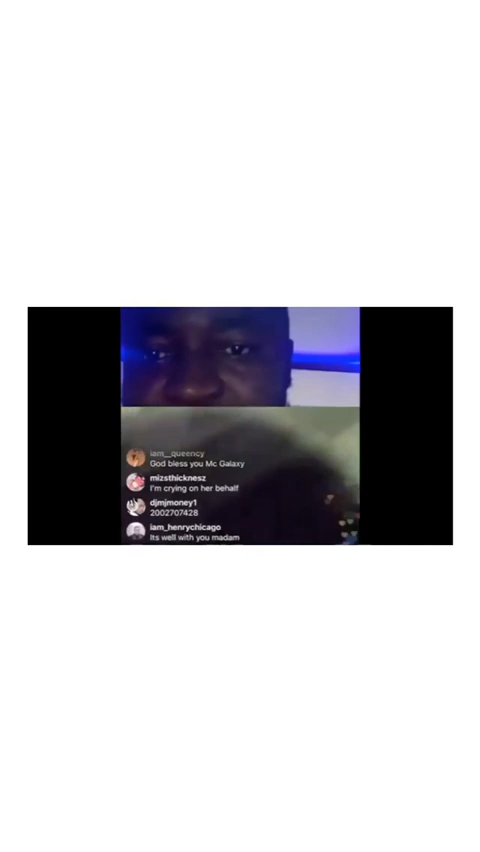 iam__queency
God bless you Mc Galaxy
mizsthicknesz
I'm crying on her behalf
djmjmoney1
2002707428
iam_henrychicago
Its well with you madam